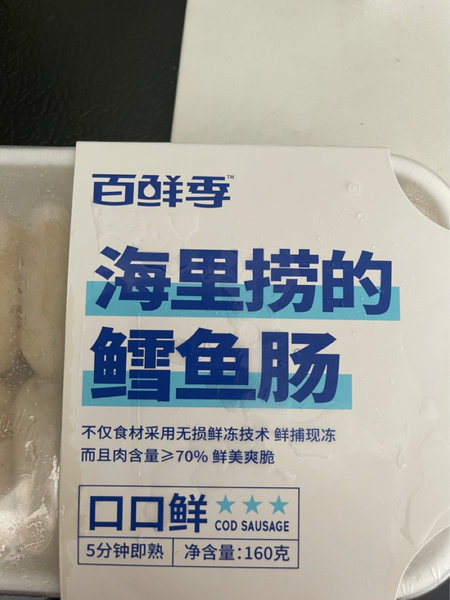 百鲜季™
海里捞的
鳕鱼肠
不仅食材采用无损鲜冻技术 鲜捕现冻
而且肉含量≥70% 鲜美爽脆
口口鲜
COD SAUSAGE
5分钟即熟
净含量:160克